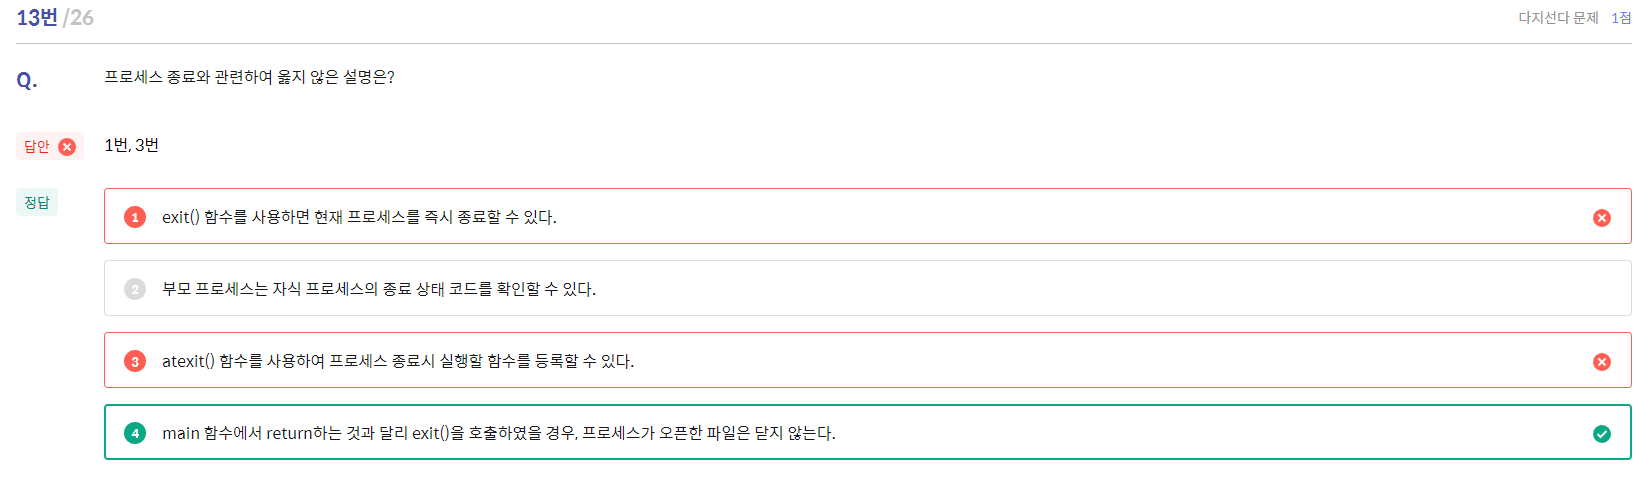 13번 /26
다지선다 문제 1점
Q. 프로세스 종료와 관련하여 옳지 않은 설명은?
답안 1번, 3번
정답
1 exit() 함수를 사용하면 현재 프로세스를 즉시 종료할 수 있다.
2 부모 프로세스는 자식 프로세스의 종료 상태 코드를 확인할 수 있다.
3 atexit() 함수를 사용하여 프로세스 종료시 실행할 함수를 등록할 수 있다.
4 main 함수에서 return하는 것과 달리 exit()을 호출하였을 경우, 프로세스가 오픈한 파일은 닫지 않는다.